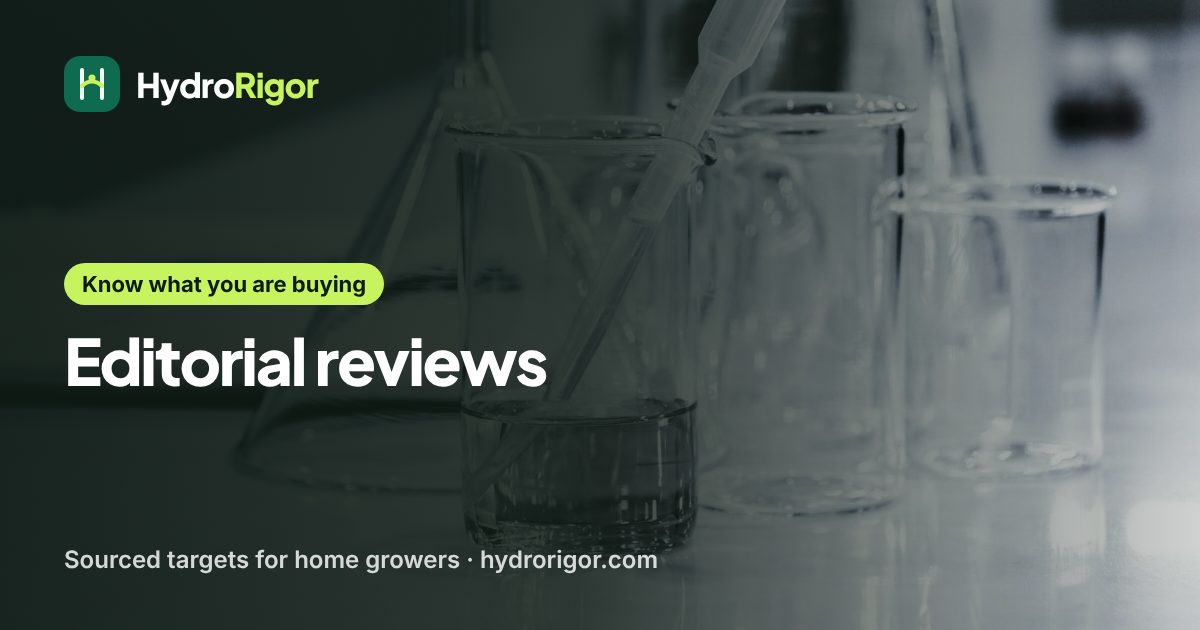 HydroRigor
Know what you are buying
Editorial reviews
Sourced targets for home growers · hydrorigor.com